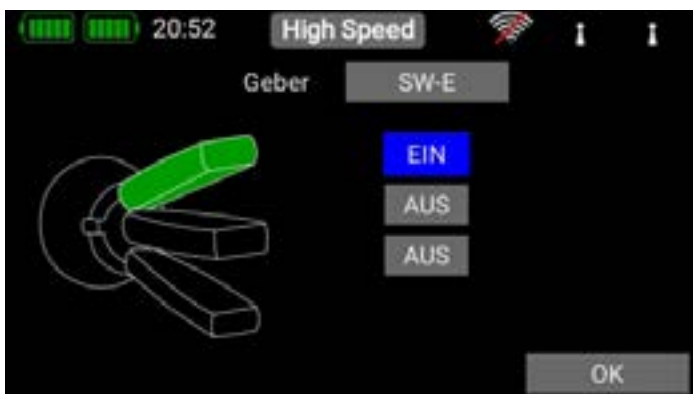 20:52 High Speed
Geber SW-E
EIN
AUS
AUS
OK